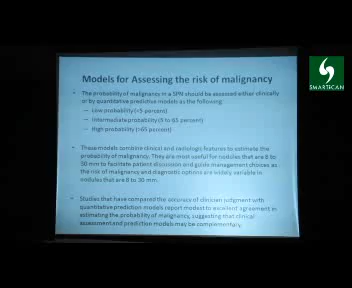 Models for Assessing the risk of malignancy
SMARTSCAN
The probability of malignancy in a SPN should be assessed either clinically
or by quantitative predictive models as the following:
Low probability (<5 percent)
Intermediate probability (5 to 65 percent)
High probability (>65 percent)
These models combine clinical and radiologic features to estimate the
probability of malignancy. They are most useful for nodules that are 8 to
30 mm to facilitate patient discussion and guide management choices as
the risk of malignancy and diagnostic options are widely variable in
nodules that are 8 to 30 mm.
Studies that have compared the accuracy of clinician judgment with
quantitative prediction models report modest to excellent agreement in
estimating the probability of malignancy, suggesting that clinical
assessment and prediction models may be complementary.